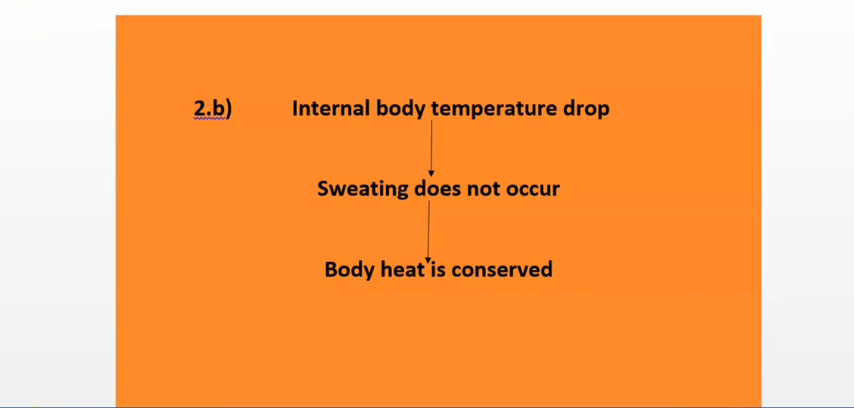 2.b) Internal body temperature drop
Sweating does not occur
Body heat is conserved